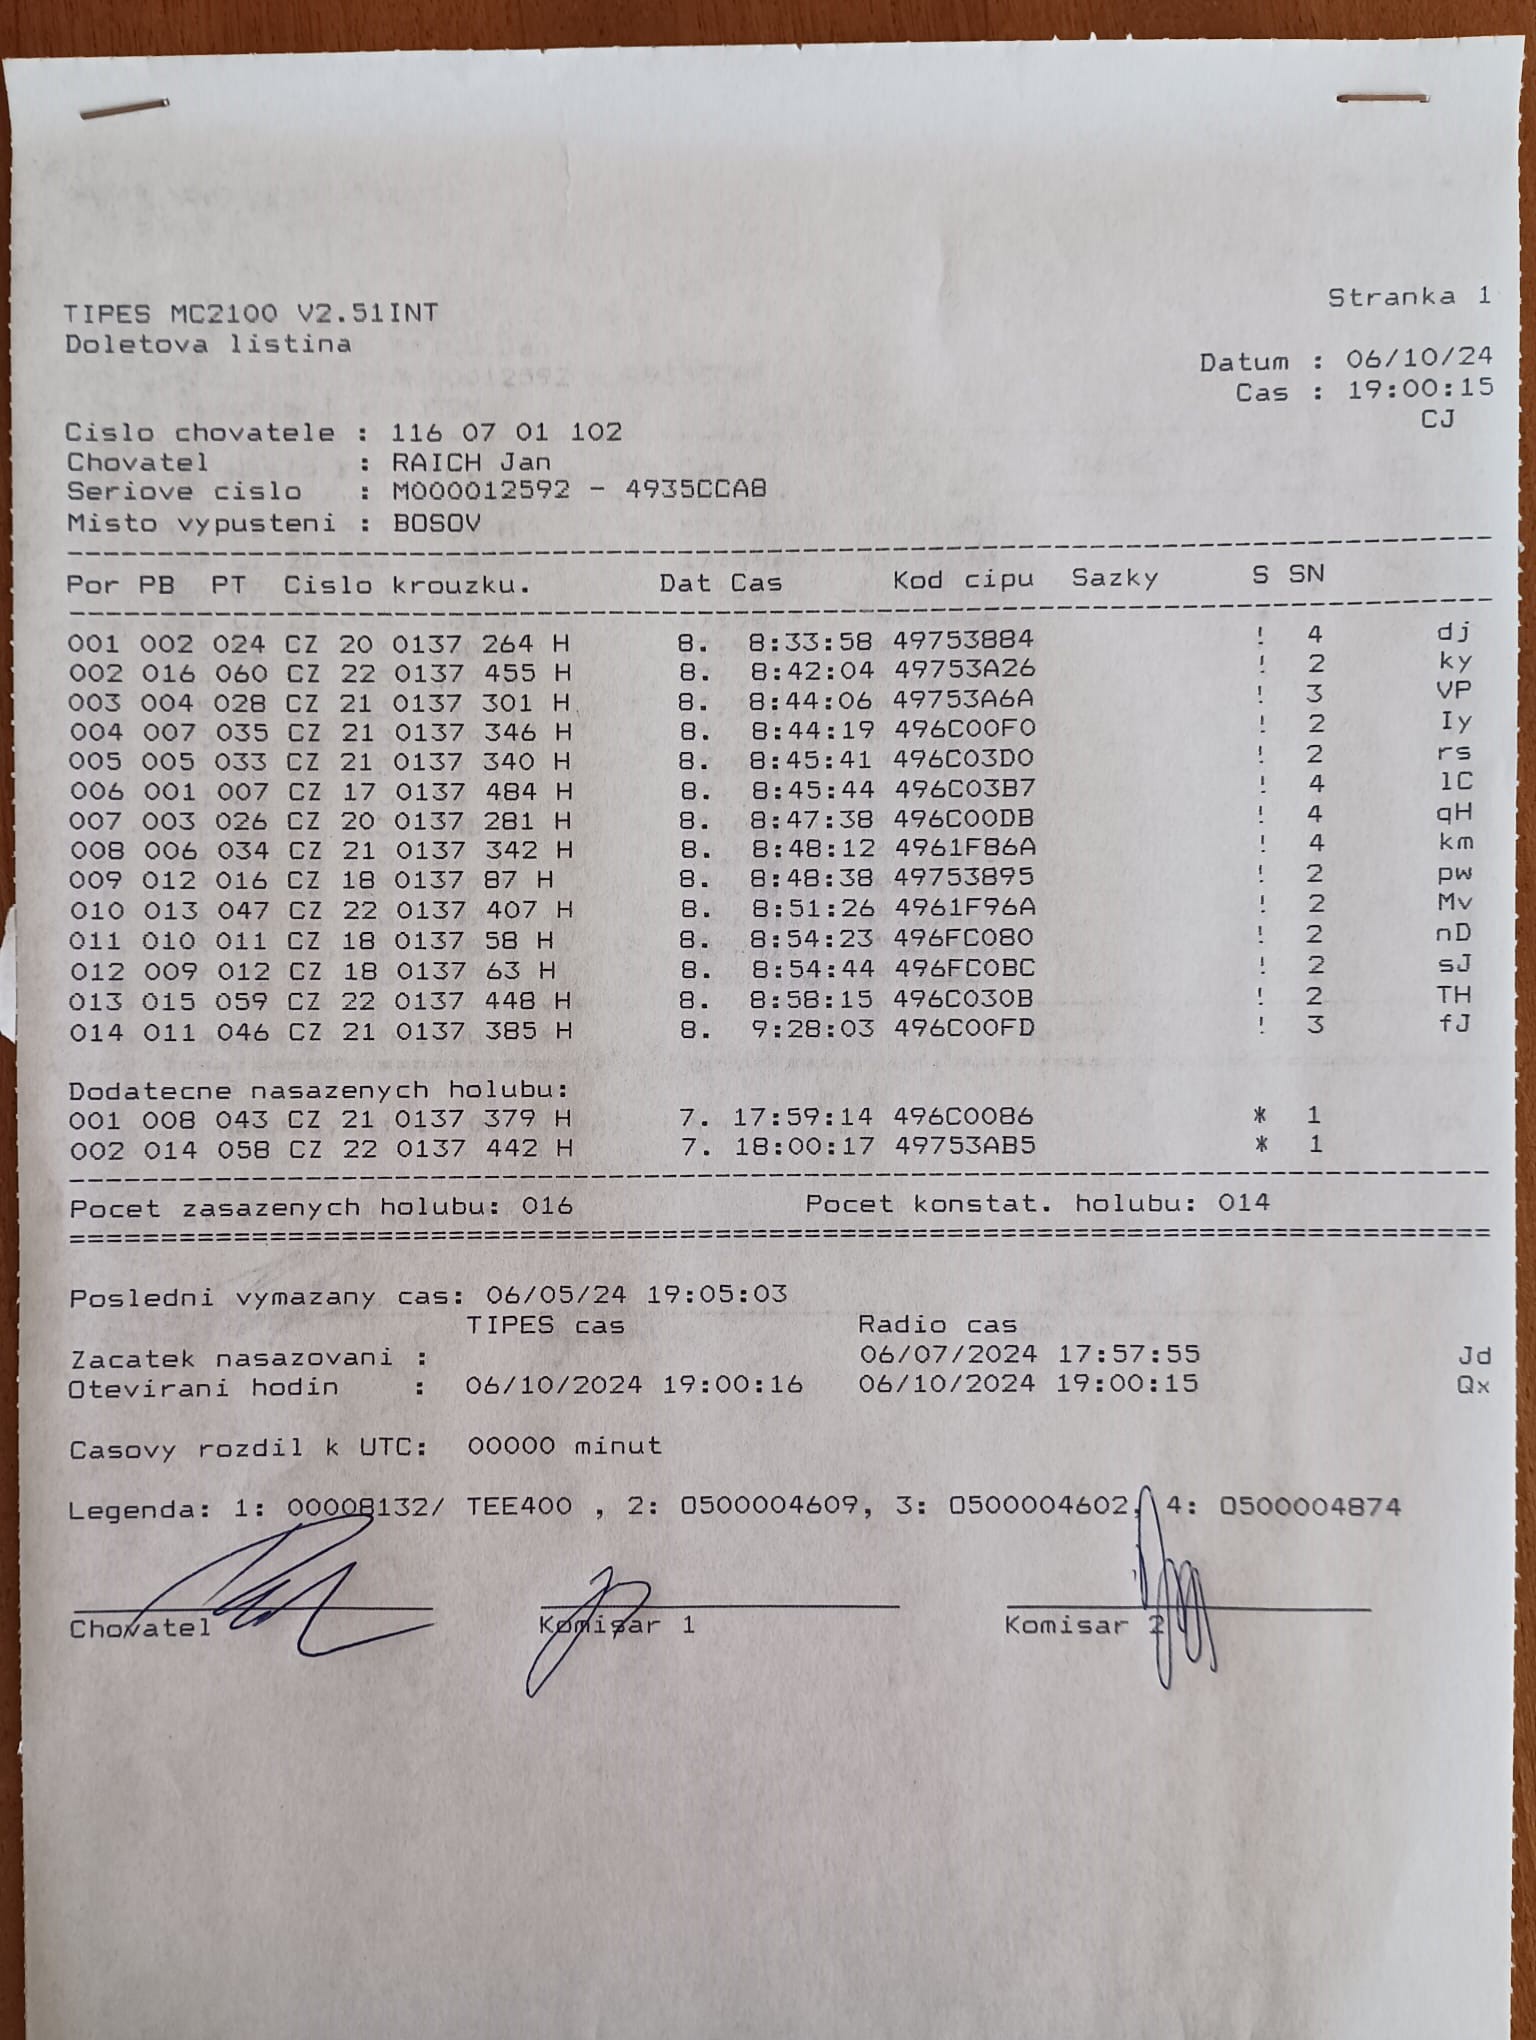 Stranka 1
TIPES MC2100 V2.51INT
Doletova listina
Datum : 06/10/24
Cas : 19:00:15
CJ
Cislo chovatele : 116 07 01 102
Chovatel : RAICH Jan
Seriove cislo : M000012592 - 4935CCA8
Misto vypusteni : BOSOV
Por PB PT Cislo krouzku. Dat Cas Kod cipu Sazky S SN
001 002 024 CZ 20 0137 264 H 8. 8:33:58 49753884 ! 4 dj
002 016 060 CZ 22 0137 455 H 8. 8:42:04 49753A26 ! 2 ky
003 004 028 CZ 21 0137 301 H 8. 8:44:06 49753A6A ! 3 VP
004 007 035 CZ 21 0137 346 H 8. 8:44:19 496C00F0 ! 2 Iy
005 005 033 CZ 21 0137 340 H 8. 8:45:41 496C03D0 ! 2 rs
006 001 007 CZ 17 0137 484 H 8. 8:45:44 496C03B7 ! 4 lC
007 003 026 CZ 20 0137 281 H 8. 8:47:38 496C00DB ! 4 qH
008 006 034 CZ 21 0137 342 H 8. 8:48:12 4961F86A ! 4 km
009 012 016 CZ 18 0137 87 H 8. 8:48:38 49753895 ! 2 pw
010 013 047 CZ 22 0137 407 H 8. 8:51:26 4961F96A ! 2 Mv
011 010 011 CZ 18 0137 58 H 8. 8:54:23 496FC080 ! 2 nD
012 009 012 CZ 18 0137 63 H 8. 8:54:44 496FC0BC ! 2 sJ
013 015 059 CZ 22 0137 448 H 8. 8:58:15 496C030B ! 2 TH
014 011 046 CZ 21 0137 385 H 8. 9:28:03 496C00FD ! 3 fJ
Dodatecne nasazenych holubu:
001 008 043 CZ 21 0137 379 H 7. 17:59:14 496C0086 * 1
002 014 058 CZ 22 0137 442 H 7. 18:00:17 49753AB5 * 1
Pocet zasazenych holubu: 016 Pocet konstat. holubu: 014
Posledni vymazany cas: 06/05/24 19:05:03
TIPES cas Radio cas
Zacatek nasazovani : 06/07/2024 17:57:55 Jd
Otevirani hodin : 06/10/2024 19:00:16 06/10/2024 19:00:15 Qx
Casovy rozdil k UTC: 00000 minut
Legenda: 1: 00008132/ TEE400 , 2: 0500004609, 3: 0500004602, 4: 0500004874
Chovatel Komisar 1 Komisar 2